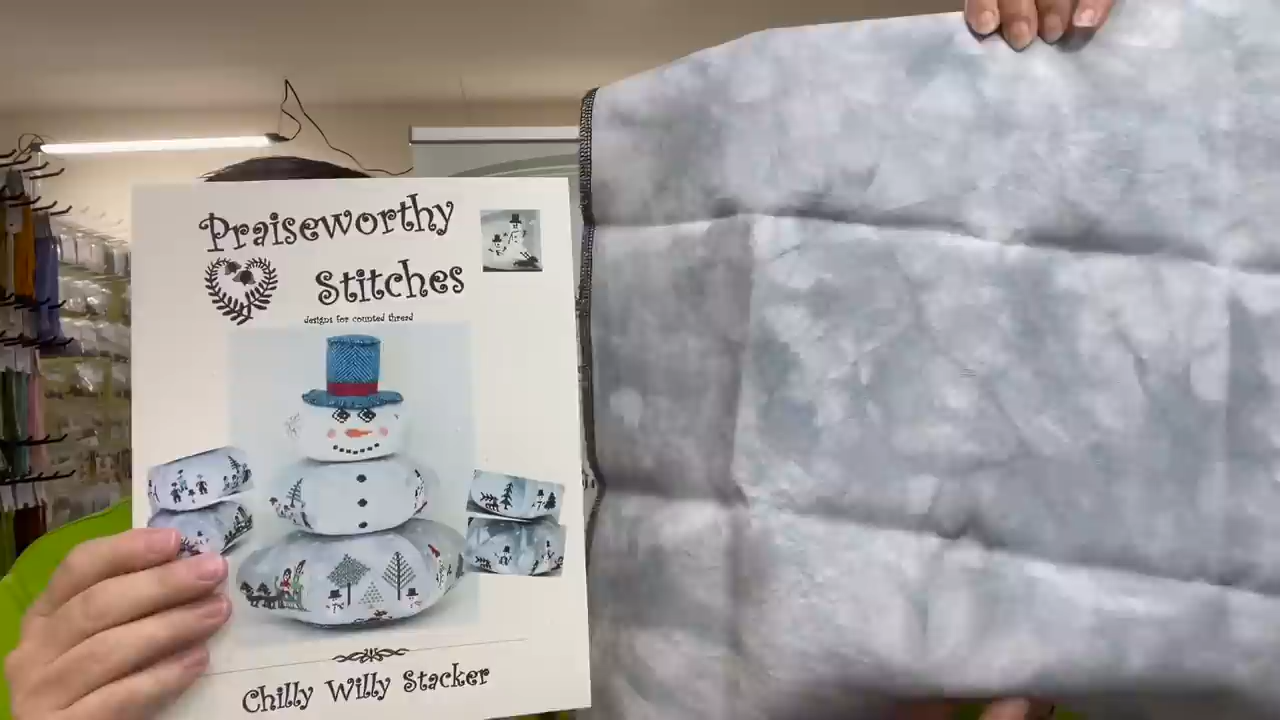 Praiseworthy
Stitches
designs for counted thread
Chilly Willy Stacker